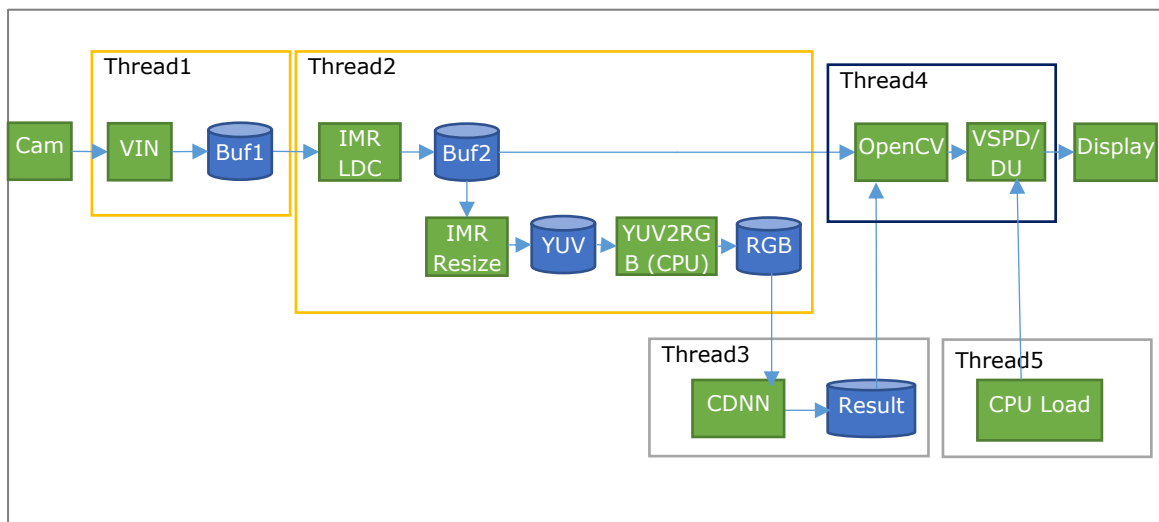 Thread1
Thread2
Thread4
Cam
VIN
Buf1
IMR
LDC
Buf2
OpenCV
VSPD/
DU
Display
IMR
Resize
YUV
YUV2RG
B (CPU)
RGB
Thread3
Thread5
CDNN
Result
CPU Load